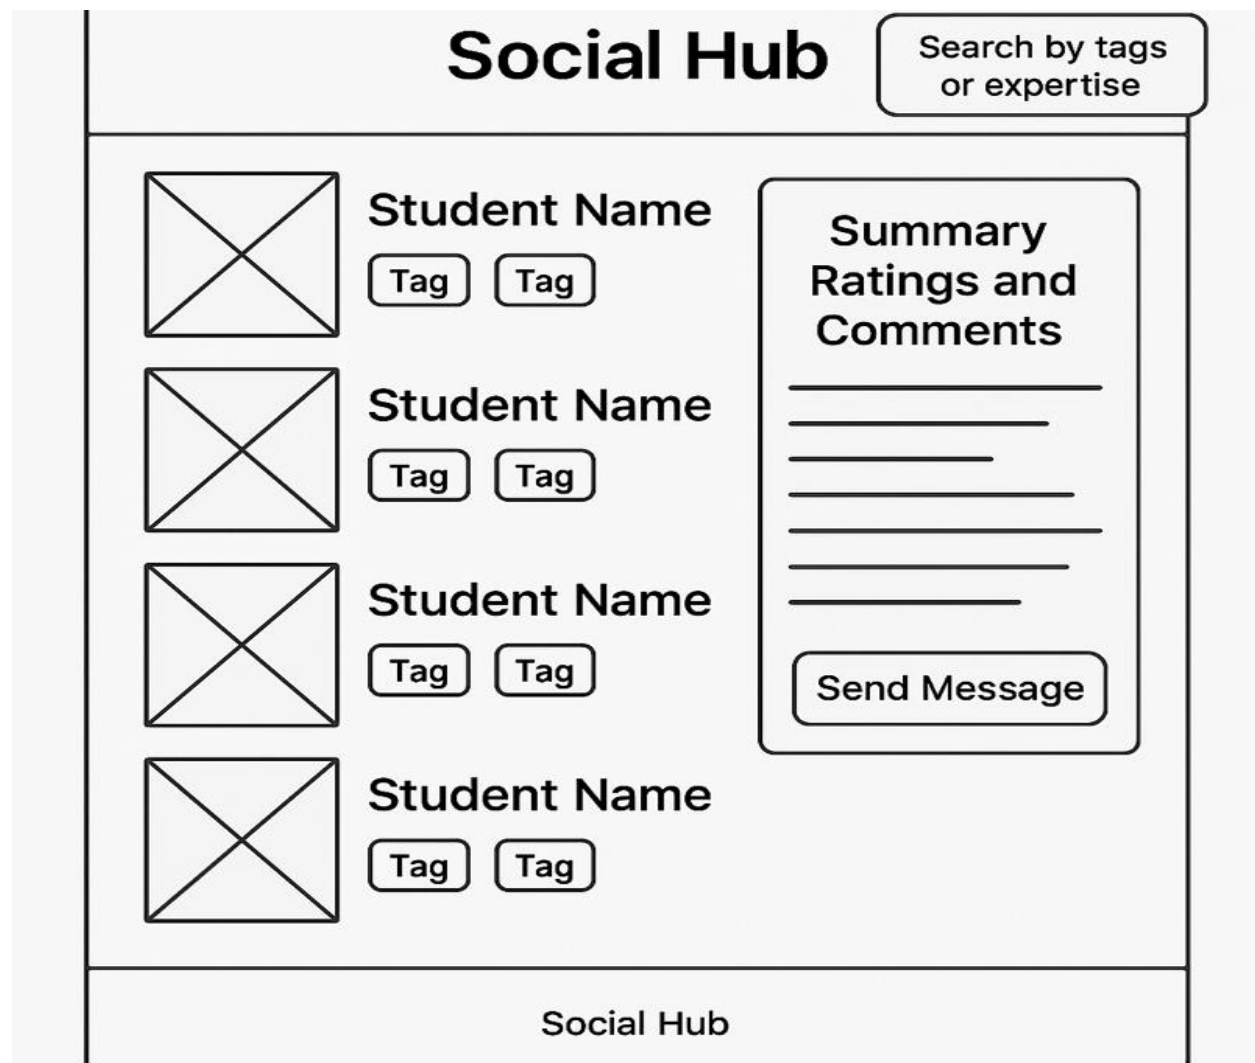 Social Hub
Search by tags
or expertise
Student Name
Tag Tag
Student Name
Tag Tag
Student Name
Tag Tag
Student Name
Tag Tag
Summary
Ratings and
Comments
Send Message
Social Hub